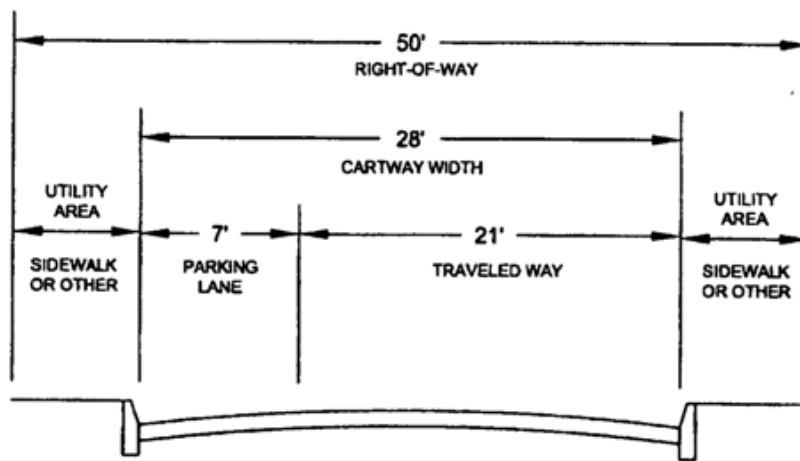 50'
RIGHT-OF-WAY
28'
CARTWAY WIDTH
UTILITY
AREA
SIDEWALK
OR OTHER
7'
PARKING
LANE
21'
TRAVELED WAY
UTILITY
AREA
SIDEWALK
OR OTHER